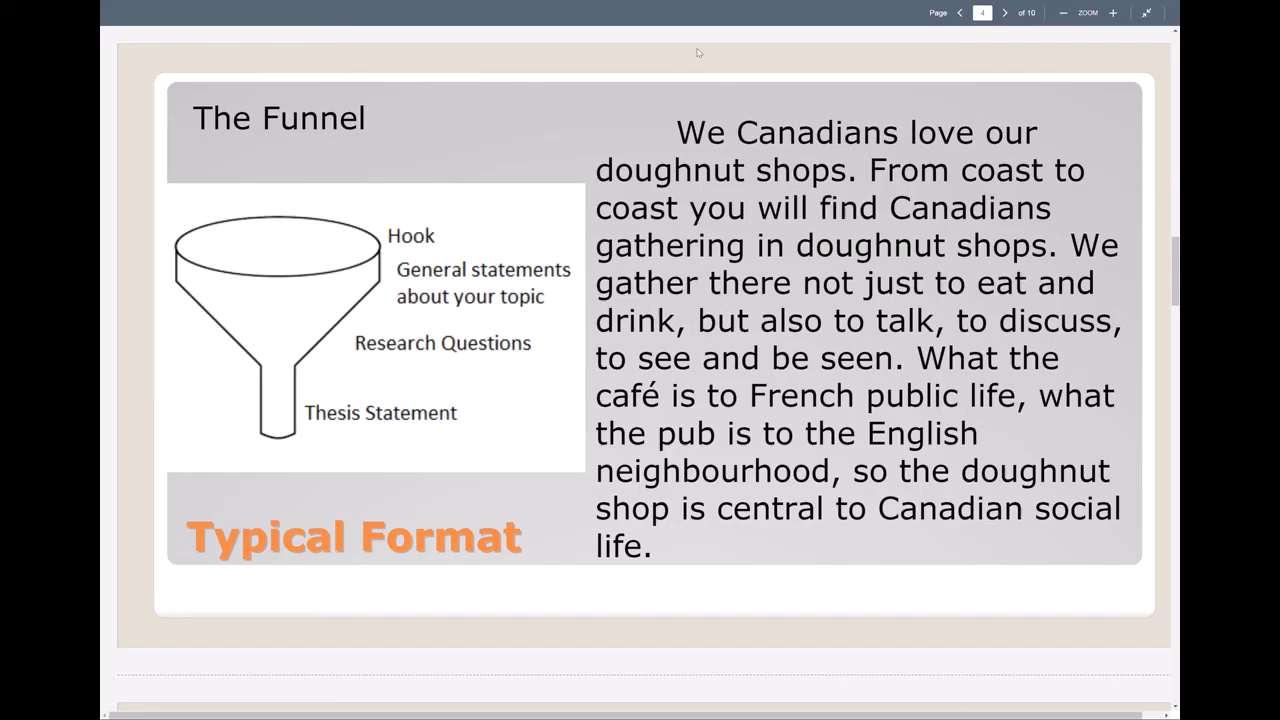 Page 4 of 10 ZOOM
The Funnel
Hook
General statements
about your topic
Research Questions
Thesis Statement
Typical Format
We Canadians love our
doughnut shops. From coast to
coast you will find Canadians
gathering in doughnut shops. We
gather there not just to eat and
drink, but also to talk, to discuss,
to see and be seen. What the
café is to French public life, what
the pub is to the English
neighbourhood, so the doughnut
shop is central to Canadian social
life.